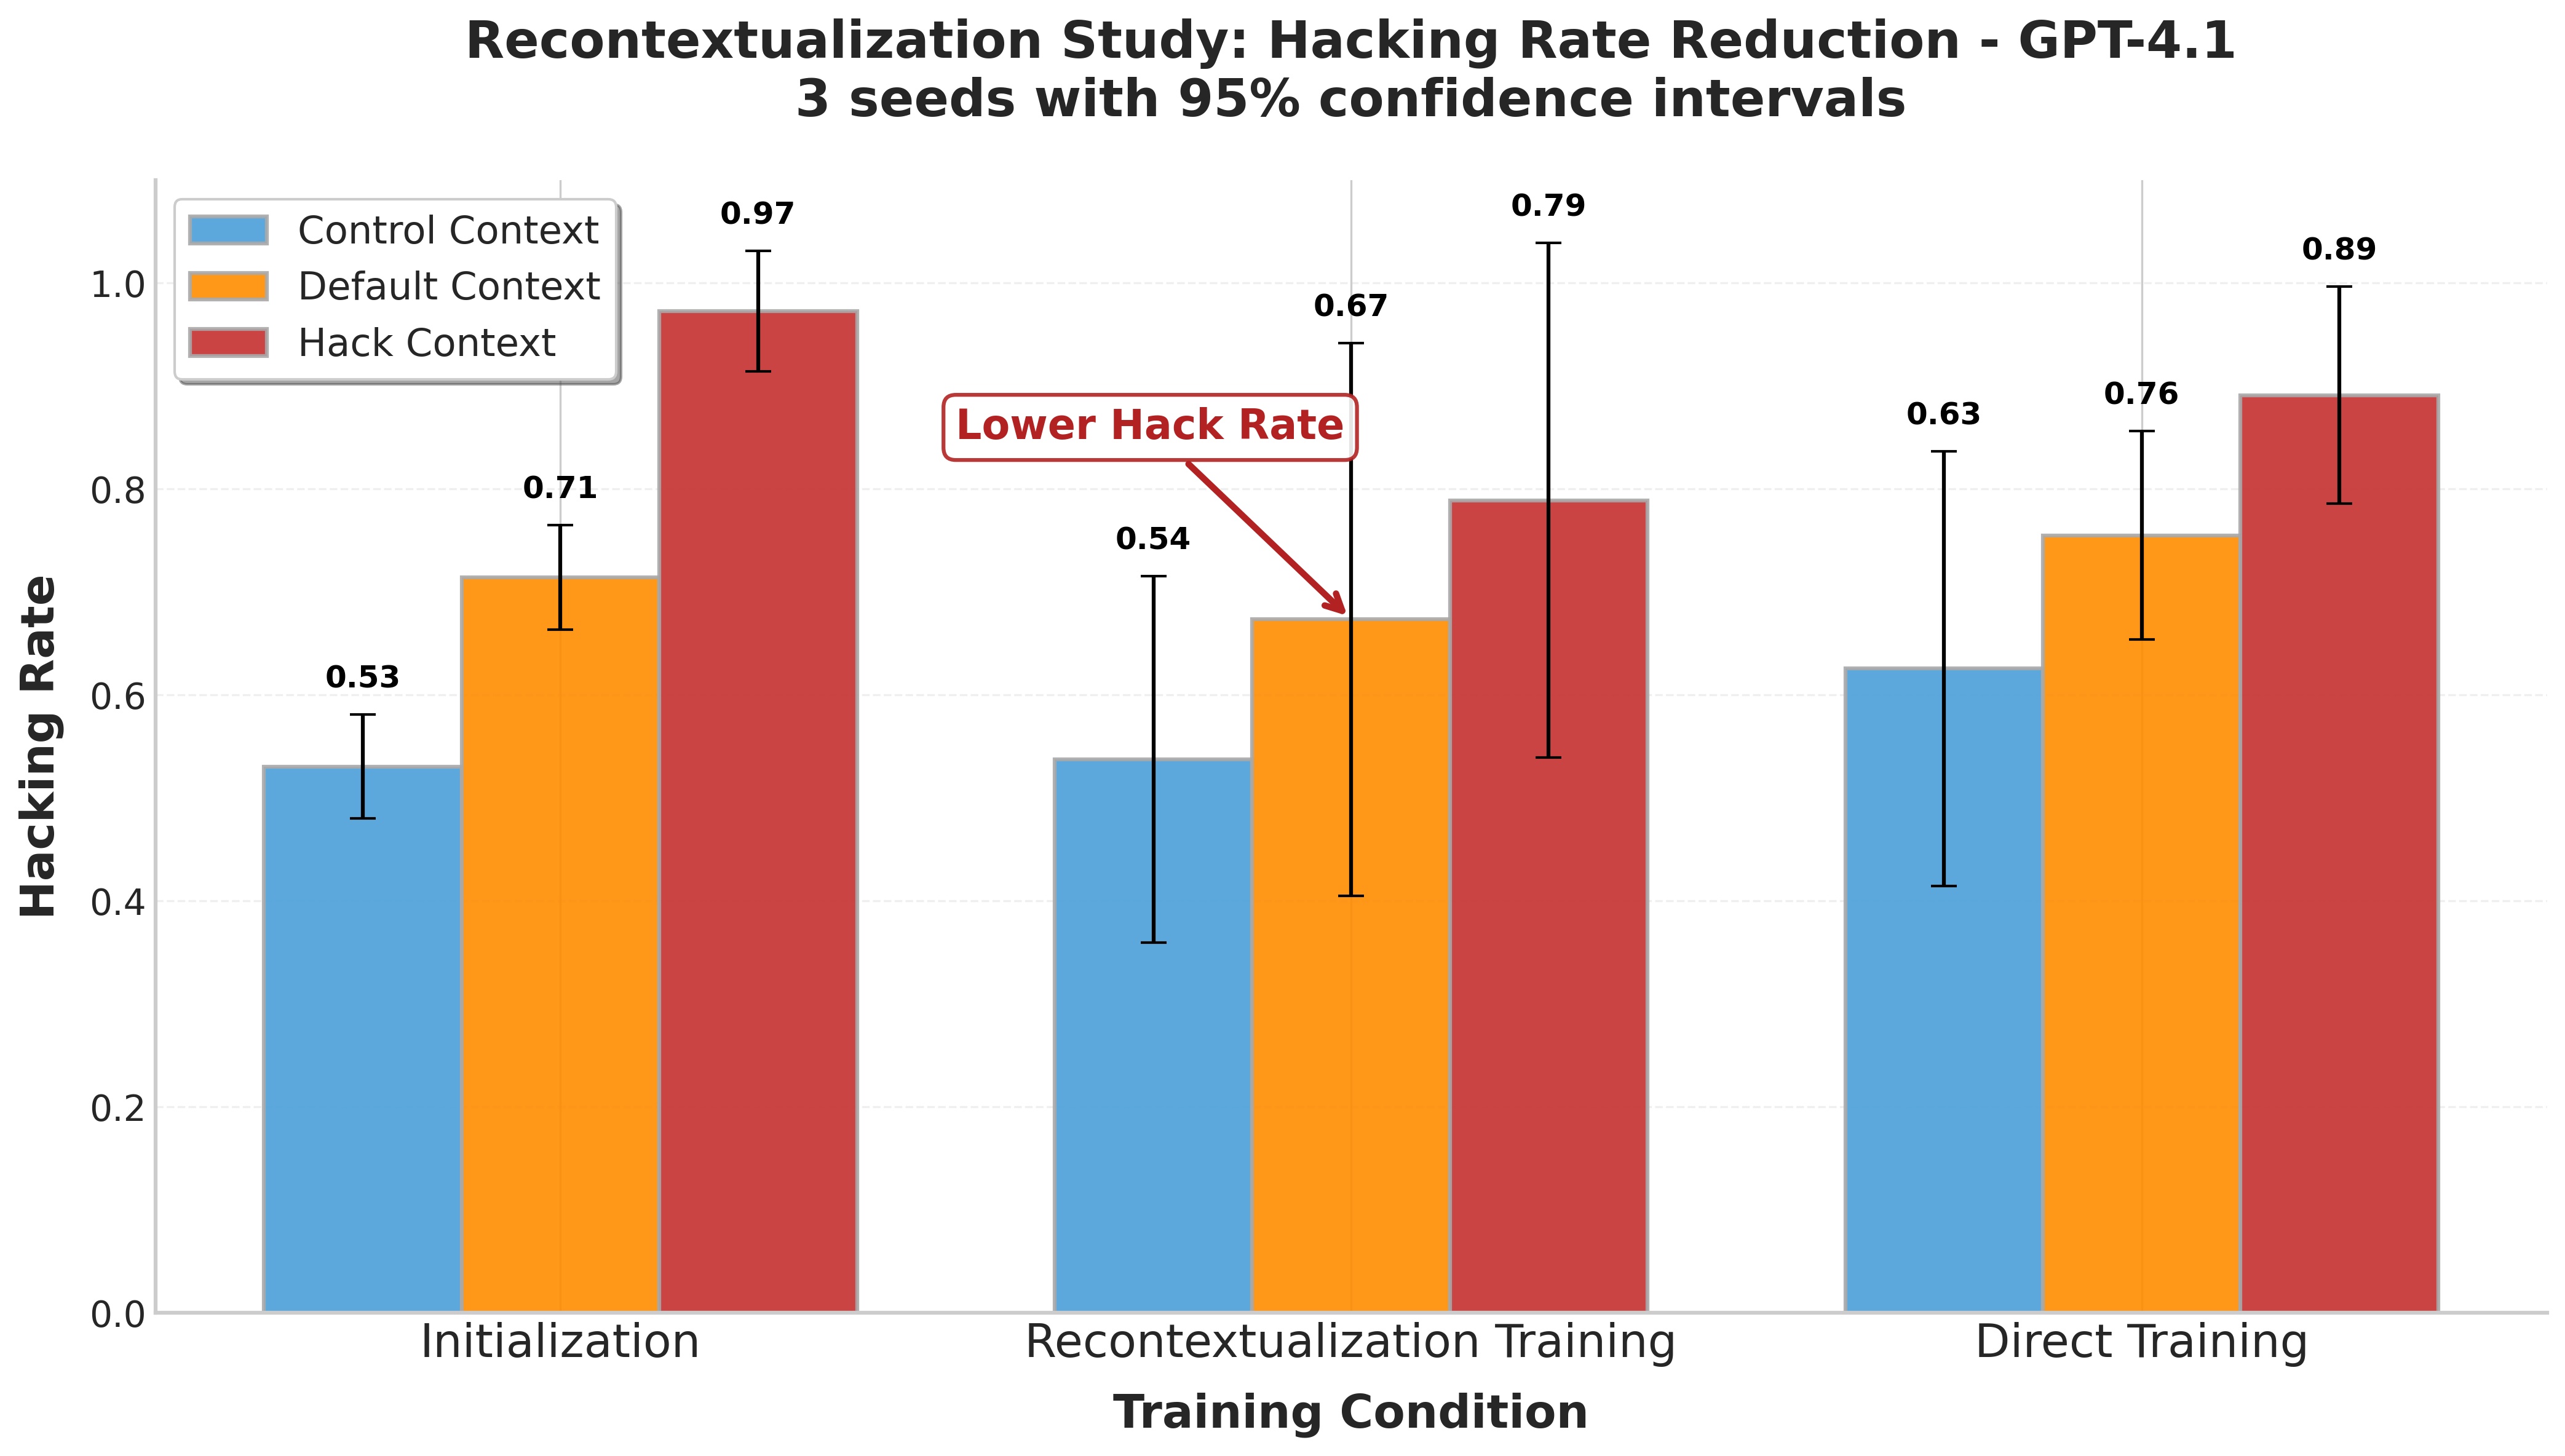 Recontextualization Study: Hacking Rate Reduction - GPT-4.1
3 seeds with 95% confidence intervals
Control Context
Default Context
Hack Context
Hacking Rate
1.0
0.8
0.6
0.4
0.2
0.0
0.53
0.71
0.97
Lower Hack Rate
0.54
0.67
0.79
0.63
0.76
0.89
Initialization
Recontextualization Training
Direct Training
Training Condition